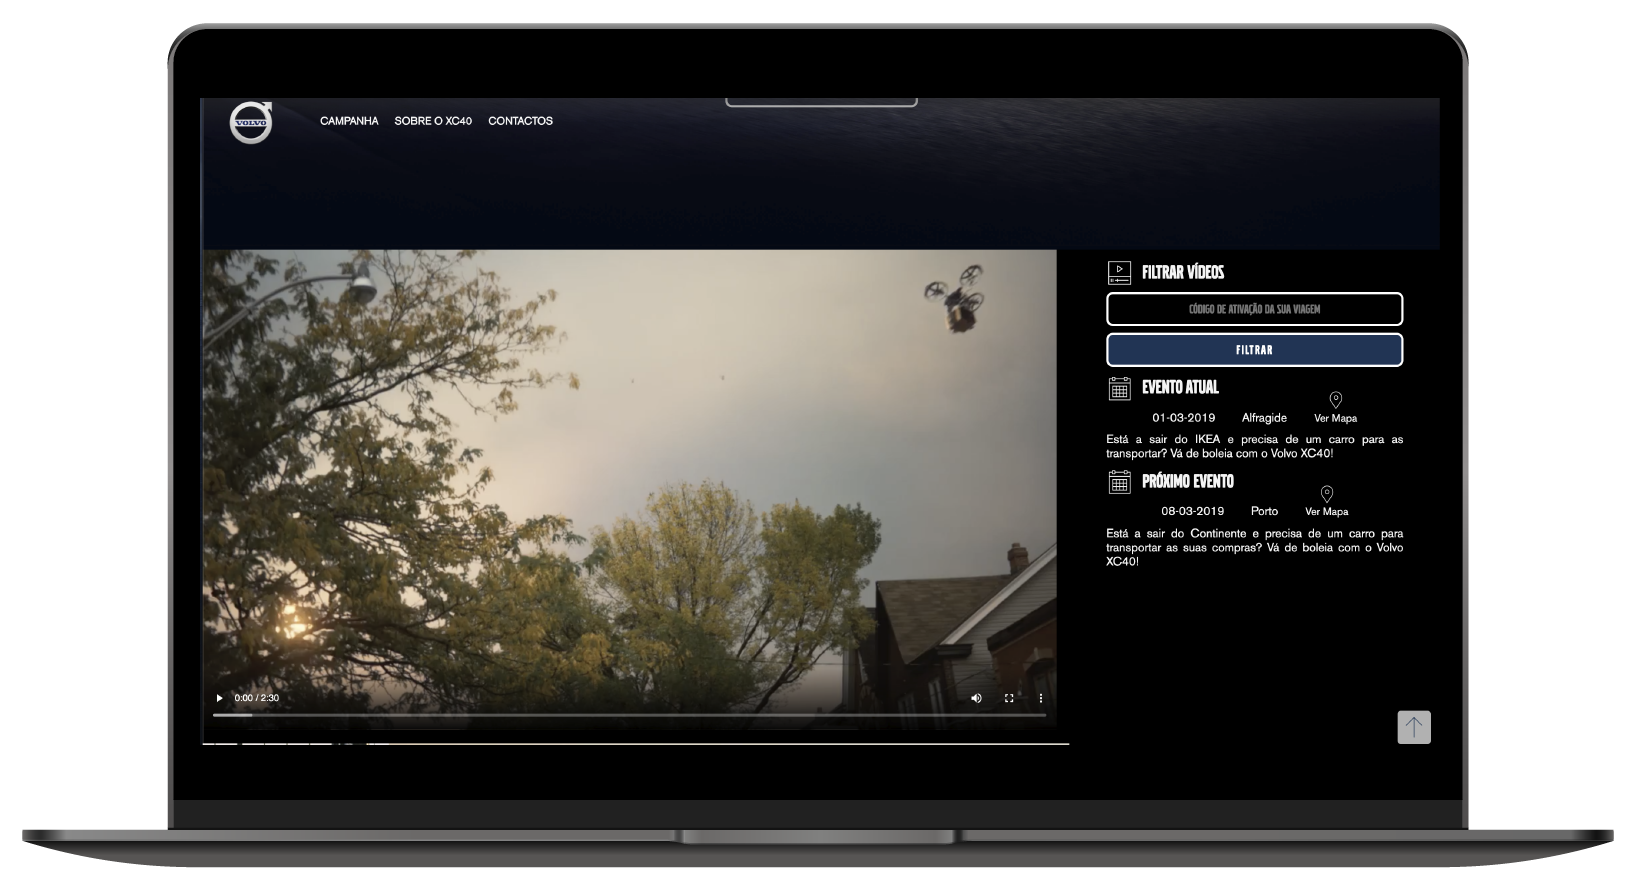 VOLVO
CAMPANHA SOBRE O XC40 CONTACTOS
FILTRAR VÍDEOS
CÓDIGO DE ATIVAÇÃO DA SUA VIAGEM
FILTRAR
EVENTO ATUAL
01-03-2019 Alfragide Ver Mapa
Está a sair do IKEA e precisa de um carro para as
transportar? Vá de boleia com o Volvo XC40!
PRÓXIMO EVENTO
08-03-2019 Porto Ver Mapa
Está a sair do Continente e precisa de um carro para
transportar as suas compras? Vá de boleia com o Volvo
XC40!
0:00 / 2:30